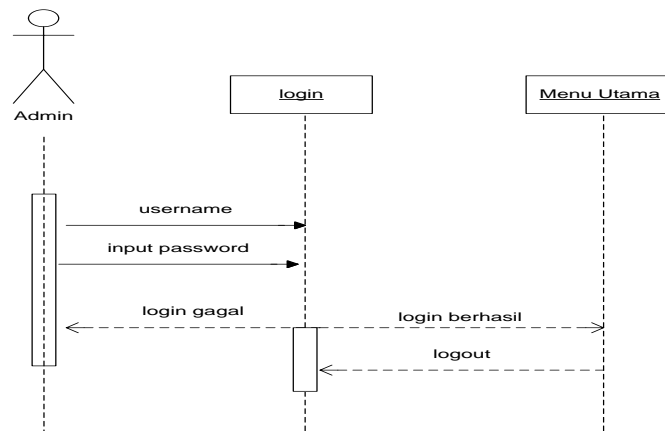 Admin
login
Menu Utama
username
input password
login gagal
login berhasil
logout